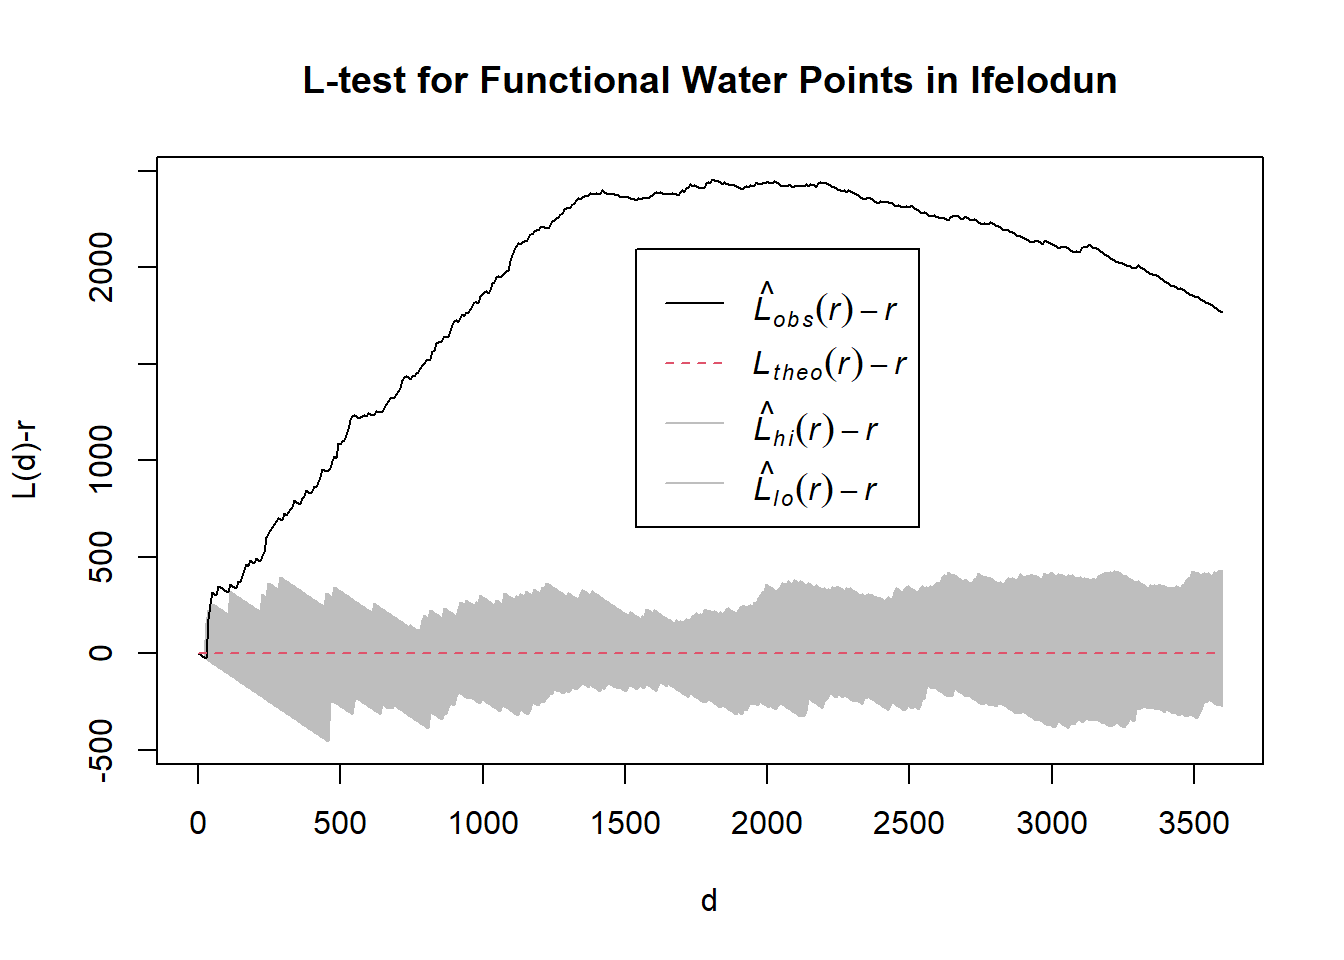 L-test for Functional Water Points in Ifelodun
L(d)-r
2000
1000
500
0
-500
L̂obs(r) – r
Ltheo(r) – r
L̂hi(r) – r
L̂lo(r) – r
0 500 1000 1500 2000 2500 3000 3500
d